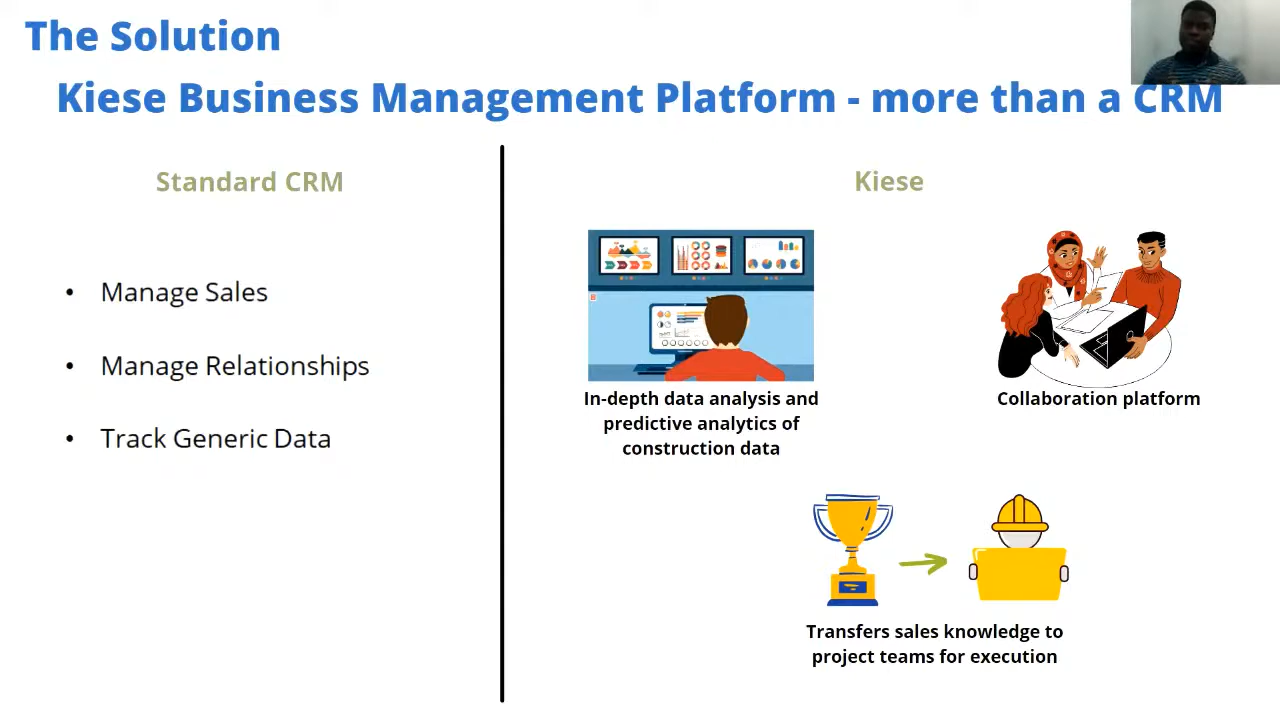 The Solution
Kiese Business Management Platform - more than a CRM
Standard CRM
• Manage Sales
• Manage Relationships
• Track Generic Data
Kiese
In-depth data analysis and
predictive analytics of
construction data
Collaboration platform
Transfers sales knowledge to
project teams for execution